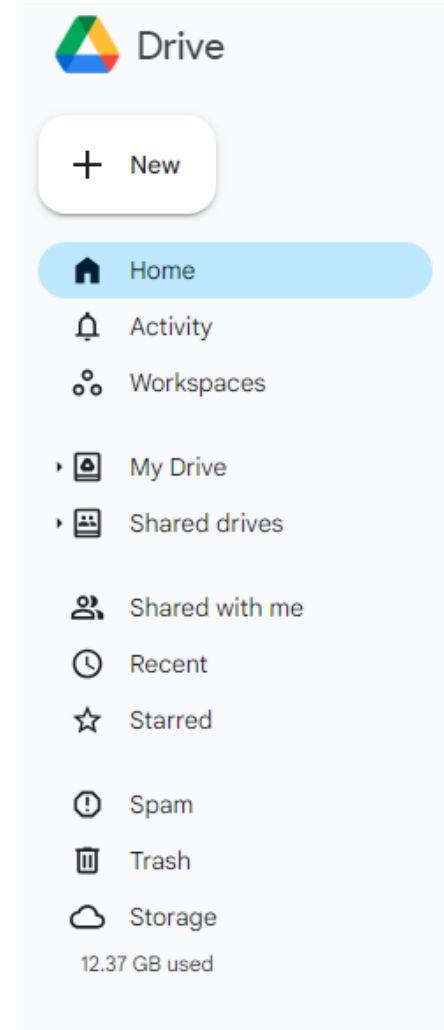 Drive
New
Home
Activity
Workspaces
My Drive
Shared drives
Shared with me
Recent
Starred
Spam
Trash
Storage
12.37 GB used